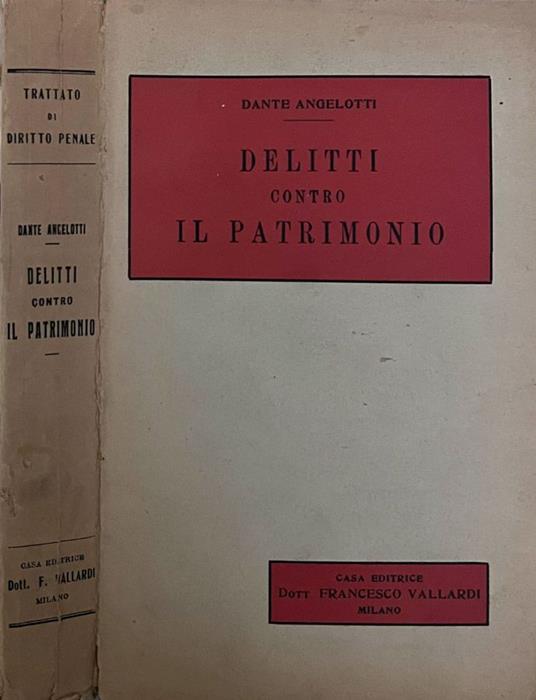 TRATTATO
DI
DIRITTO PENALE
DANTE ANGELOTTI
DELITTI
CONTRO
IL PATRIMONIO
CASA EDITRICE
Dott. F. VALLARDI
MILANO
DANTE ANGELOTTI
DELITTI
CONTRO
IL PATRIMONIO
CASA EDITRICE
DOTT FRANCESCO VALLARDI
MILANO